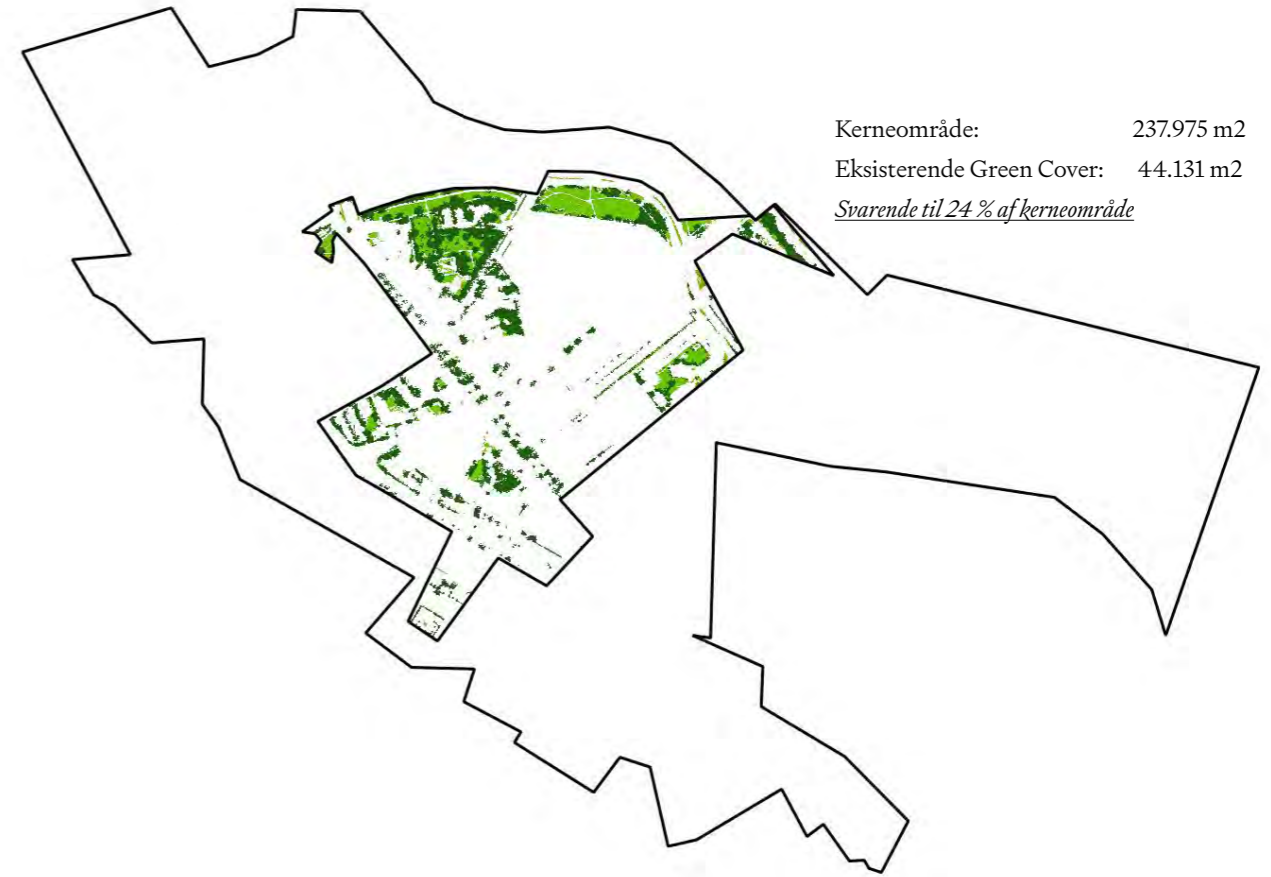 Kerneområde: 237.975 m2
Eksisterende Green Cover: 44.131 m2
Svarende til 24 % af kerneområde